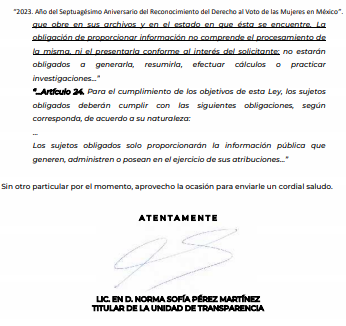 "2023. Año del Septuagésimo Aniversario del Reconocimiento del Derecho al Voto de las Mujeres en México".
que obre en sus archivos y en el estado en que ésta se encuentre. La
obligación de proporcionar información no comprende el procesamiento de
la misma, ni el presentarla conforme al interés del solicitante; no estarán
obligados a generarla, resumirla, efectuar cálculos o practicar
investigaciones..."
"...Artículo 24. Para el cumplimiento de los objetivos de esta Ley, los sujetos
obligados deberán cumplir con las siguientes obligaciones, según
corresponda, de acuerdo a su naturaleza:
...
Los sujetos obligados solo proporcionarán la información pública que
generen, administren o posean en el ejercicio de sus atribuciones..."
Sin otro particular por el momento, aprovecho la ocasión para enviarle un cordial saludo.
ATENTAMENTE
LIC. EN D. NORMA SOFÍA PÉREZ MARTÍNEZ
TITULAR DE LA UNIDAD DE TRANSPARENCIA